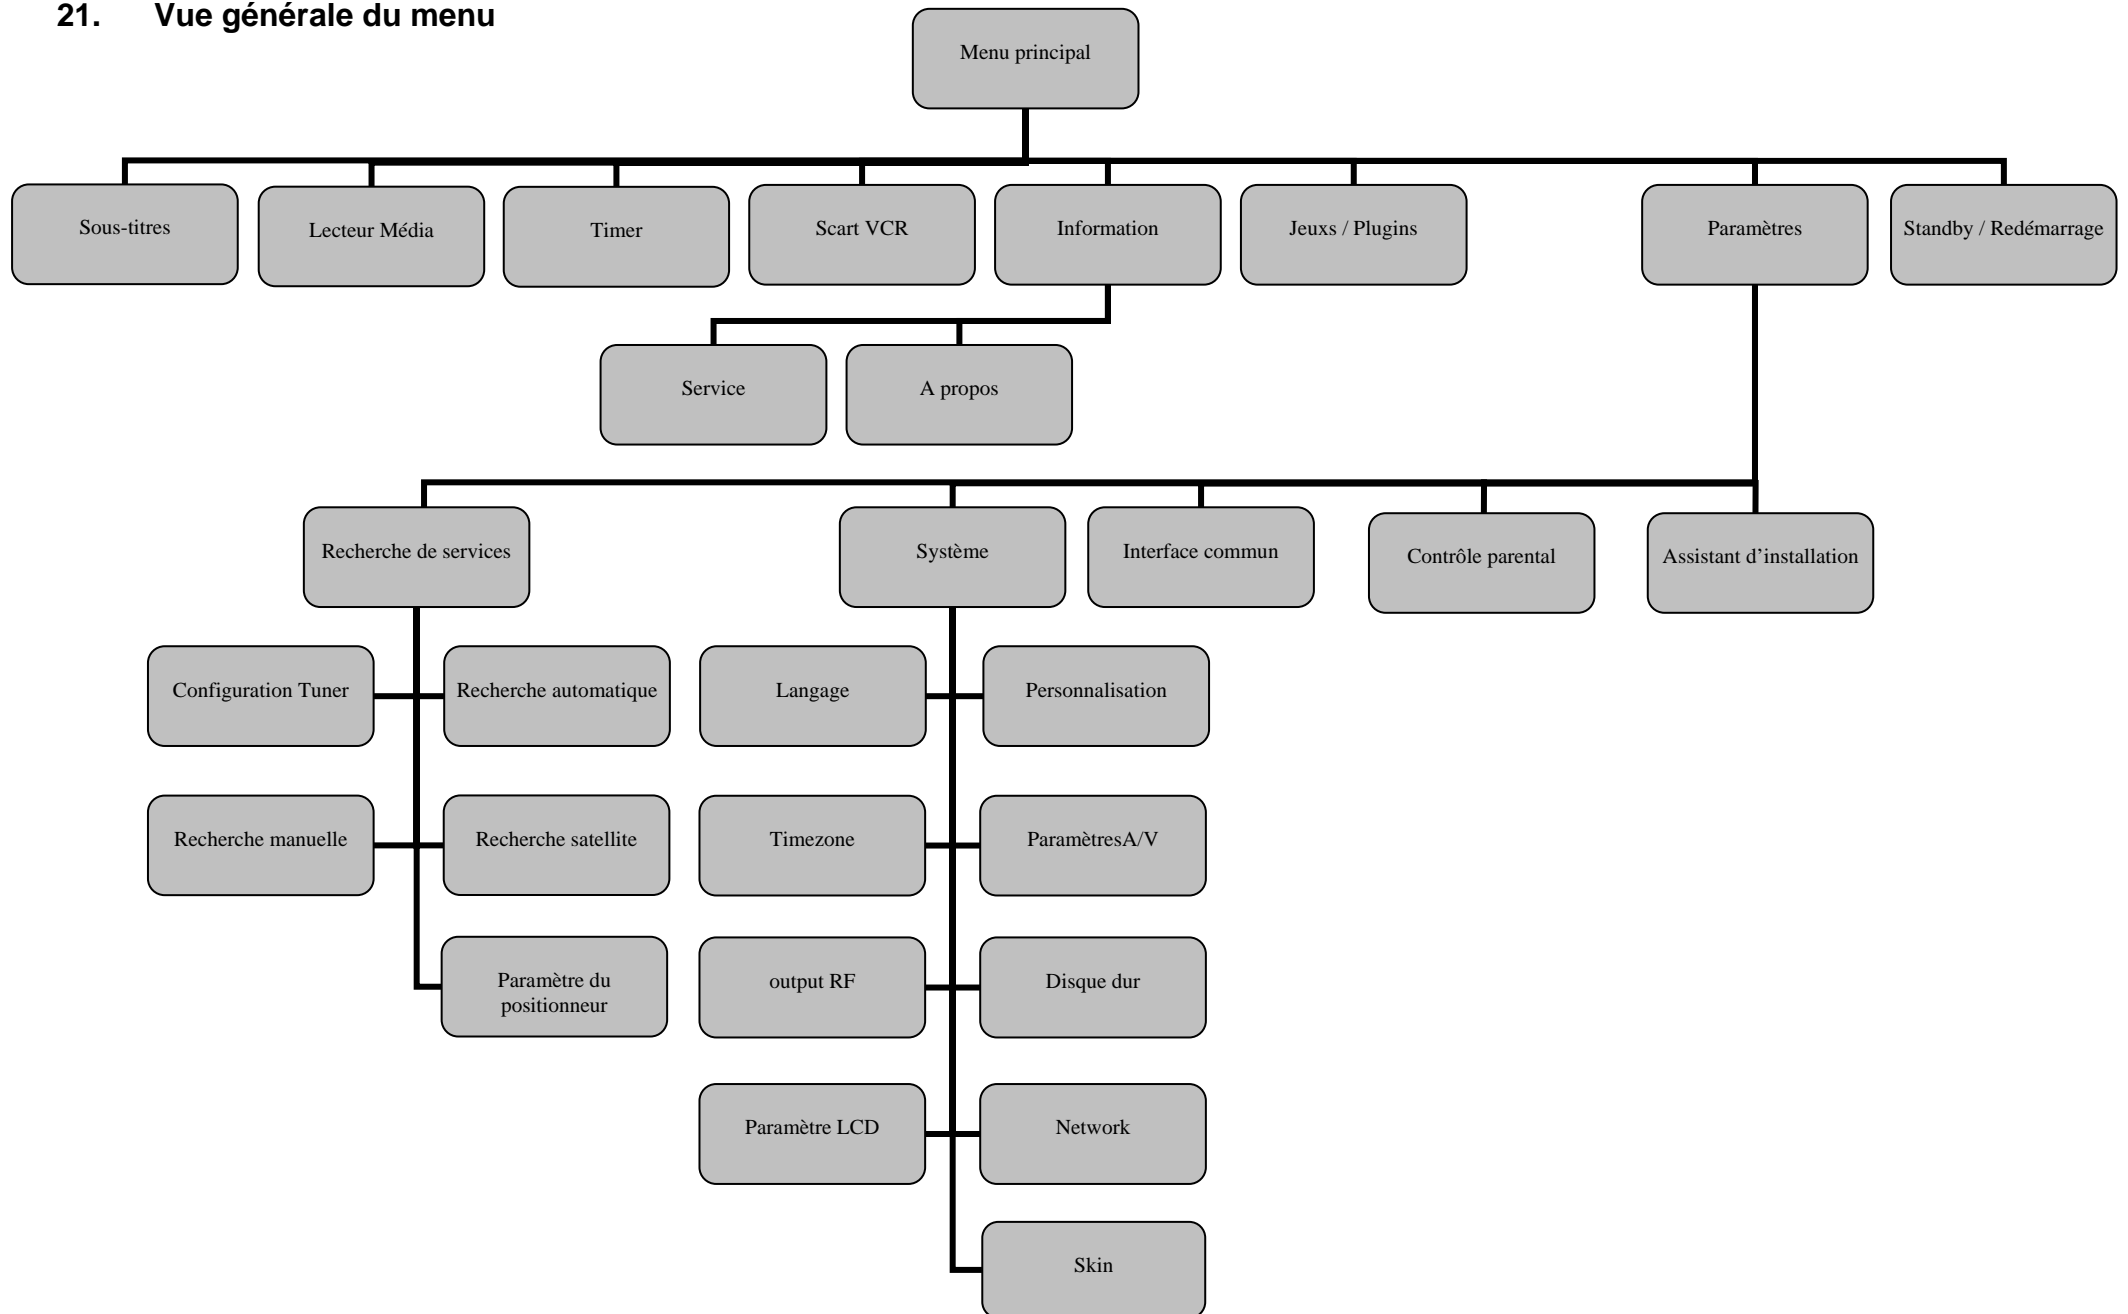 21. Vue générale du menu
Menu principal
Sous-titres
Lecteur Média
Timer
Scart VCR
Information
Jeuxs / Plugins
Paramètres
Standby / Redémarrage
Service
A propos
Recherche de services
Système
Interface commun
Contrôle parental
Assistant d’installation
Configuration Tuner
Recherche automatique
Langage
Personnalisation
Recherche manuelle
Recherche satellite
Timezone
ParamètresA/V
Paramètre du
positionneur
output RF
Disque dur
Paramètre LCD
Network
Skin